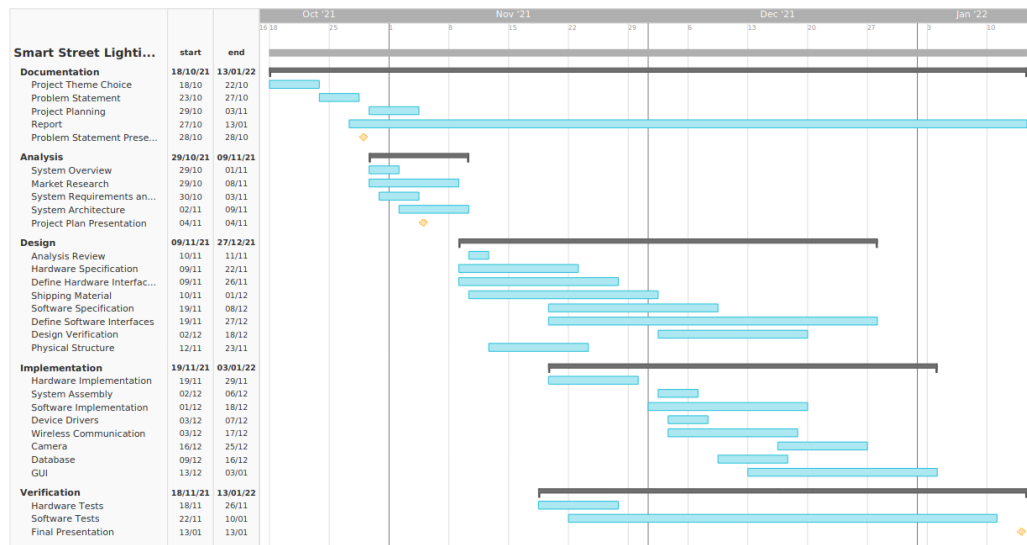 Oct '21 Nov '21 Dec '21 Jan '22
16 18 25 1 8 15 22 29 6 13 20 27 3 10
Smart Street Lighti... start end
Documentation 18/10/21 13/01/22
Project Theme Choice 18/10 22/10
Problem Statement 23/10 27/10
Project Planning 29/10 03/11
Report 27/10 13/01
Problem Statement Prese... 28/10 28/10
Analysis 29/10/21 09/11/21
System Overview 29/10 01/11
Market Research 29/10 08/11
System Requirements an... 30/10 03/11
System Architecture 02/11 09/11
Project Plan Presentation 04/11 04/11
Design 09/11/21 27/12/21
Analysis Review 10/11 11/11
Hardware Specification 09/11 22/11
Define Hardware Interfac... 09/11 26/11
Shipping Material 10/11 01/12
Software Specification 19/11 08/12
Define Software Interfaces 19/11 27/12
Design Verification 02/12 18/12
Physical Structure 12/11 23/11
Implementation 19/11/21 03/01/22
Hardware Implementation 19/11 29/11
System Assembly 02/12 06/12
Software Implementation 01/12 18/12
Device Drivers 03/12 07/12
Wireless Communication 03/12 17/12
Camera 16/12 25/12
Database 09/12 16/12
GUI 13/12 03/01
Verification 18/11/21 13/01/22
Hardware Tests 18/11 26/11
Software Tests 22/11 10/01
Final Presentation 13/01 13/01